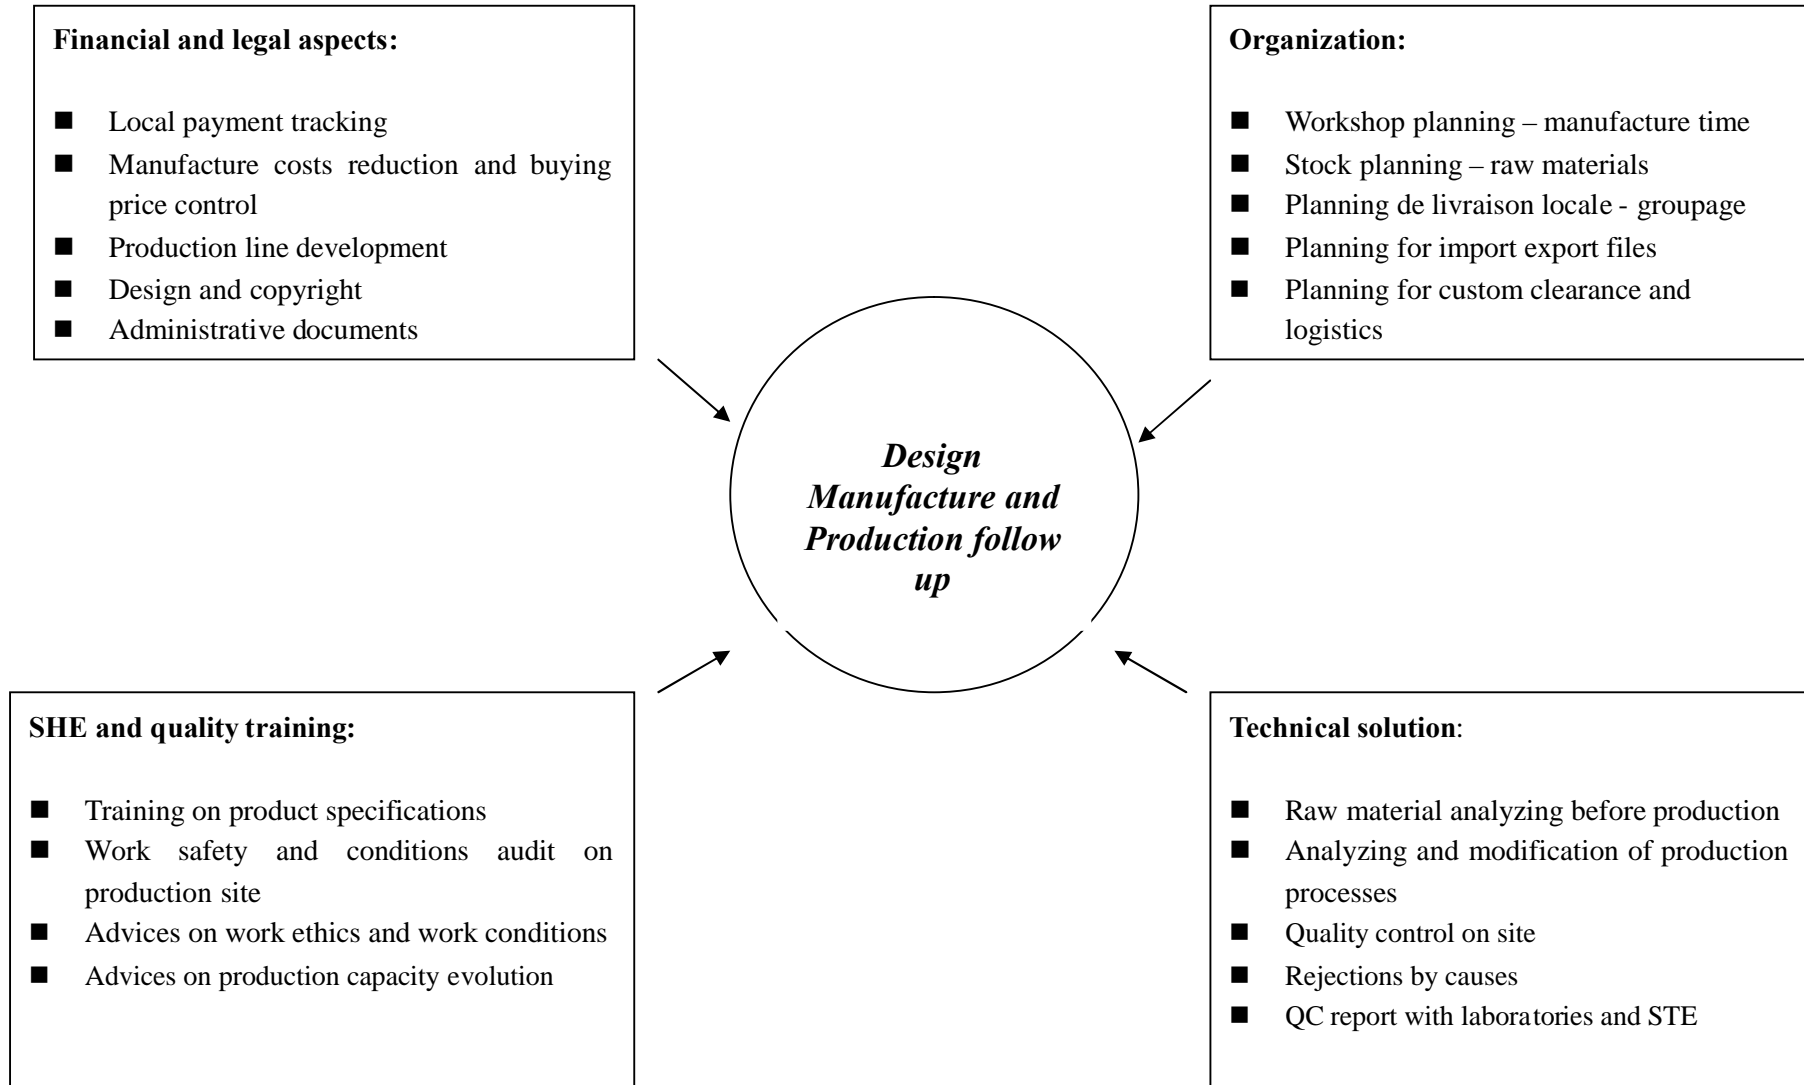 Financial and legal aspects:
■ Local payment tracking
■ Manufacture costs reduction and buying
price control
■ Production line development
■ Design and copyright
■ Administrative documents
Organization:
■ Workshop planning – manufacture time
■ Stock planning – raw materials
■ Planning de livraison locale - groupage
■ Planning for import export files
■ Planning for custom clearance and
logistics
Design
Manufacture and
Production follow
up
SHE and quality training:
■ Training on product specifications
■ Work safety and conditions audit on
production site
■ Advices on work ethics and work conditions
■ Advices on production capacity evolution
Technical solution:
■ Raw material analyzing before production
■ Analyzing and modification of production
processes
■ Quality control on site
■ Rejections by causes
■ QC report with laboratories and STE